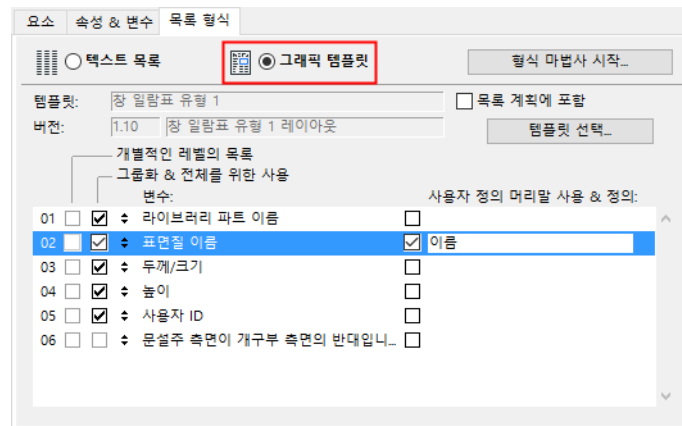 요소 속성 & 변수 목록 형식
텍스트 목록 그래픽 템플릿 형식 마법사 시작...
템플릿: 창 일람표 유형 1 목록 계획에 포함
버전: 1.10 창 일람표 유형 1 레이아웃 템플릿 선택...
개별적인 레벨의 목록
그룹화 & 전체를 위한 사용
변수: 사용자 정의 머리말 사용 & 정의:
01 라이브러리 파트 이름
02 표면질 이름 이름
03 두께/크기
04 높이
05 사용자 ID
06 문설주 측면이 개구부 측면의 반대입니...